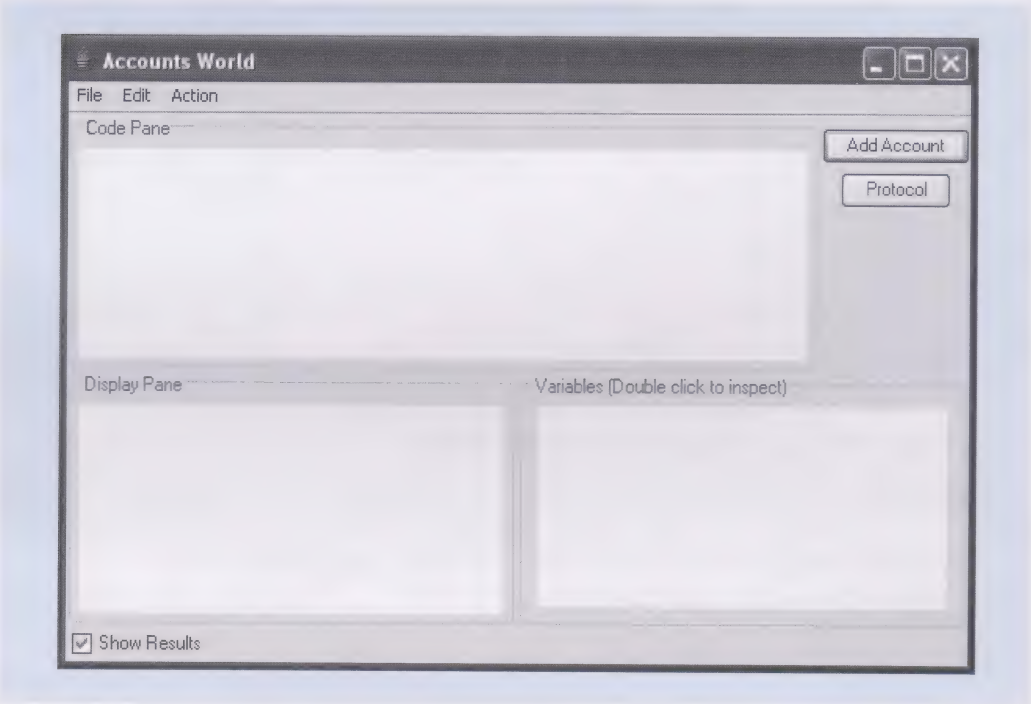 Accounts World
File Edit Action
Code Pane
Add Account
Protocol
Display Pane
Variables (Double click to inspect)
Show Results